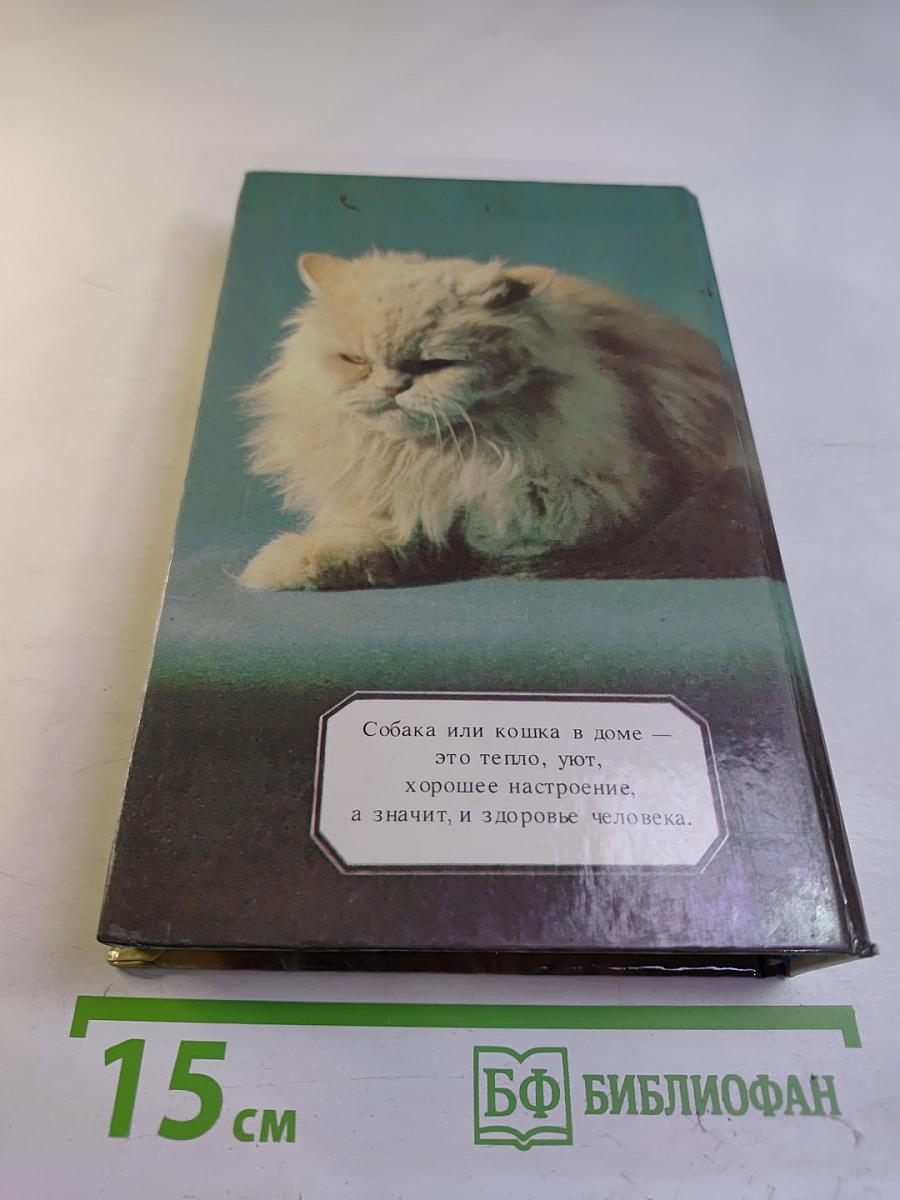 Собака или кошка в доме —
это тепло, уют,
хорошее настроение,
а значит, и здоровье человека.
15 см
БФ БИБЛИОФАН